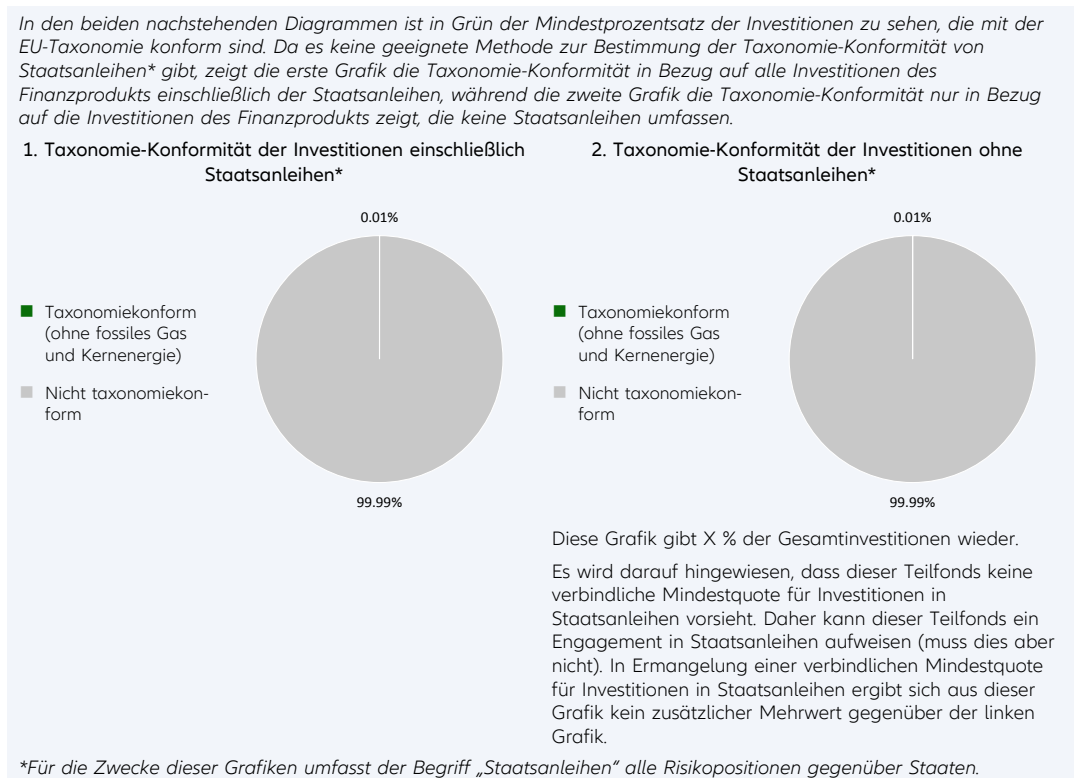 In den beiden nachstehenden Diagrammen ist in Grün der Mindestprozentsatz der Investitionen zu sehen, die mit der
EU-Taxonomie konform sind. Da es keine geeignete Methode zur Bestimmung der Taxonomie-Konformität von
Staatsanleihen* gibt, zeigt die erste Grafik die Taxonomie-Konformität in Bezug auf alle Investitionen des
Finanzprodukts einschließlich der Staatsanleihen, während die zweite Grafik die Taxonomie-Konformität nur in Bezug
auf die Investitionen des Finanzprodukts zeigt, die keine Staatsanleihen umfassen.
1. Taxonomie-Konformität der Investitionen einschließlich
Staatsanleihen*
0.01%
Taxonomiekonform
(ohne fossiles Gas
und Kernenergie)
Nicht taxonomiekon-
form
99.99%
2. Taxonomie-Konformität der Investitionen ohne
Staatsanleihen*
0.01%
Taxonomiekonform
(ohne fossiles Gas
und Kernenergie)
Nicht taxonomiekon-
form
99.99%
Diese Grafik gibt X % der Gesamtinvestitionen wieder.
Es wird darauf hingewiesen, dass dieser Teilfonds keine
verbindliche Mindestquote für Investitionen in
Staatsanleihen vorsieht. Daher kann dieser Teilfonds ein
Engagement in Staatsanleihen aufweisen (muss dies aber
nicht). In Ermangelung einer verbindlichen Mindestquote
für Investitionen in Staatsanleihen ergibt sich aus dieser
Grafik kein zusätzlicher Mehrwert gegenüber der linken
Grafik.
*Für die Zwecke dieser Grafiken umfasst der Begriff „Staatsanleihen" alle Risikopositionen gegenüber Staaten.